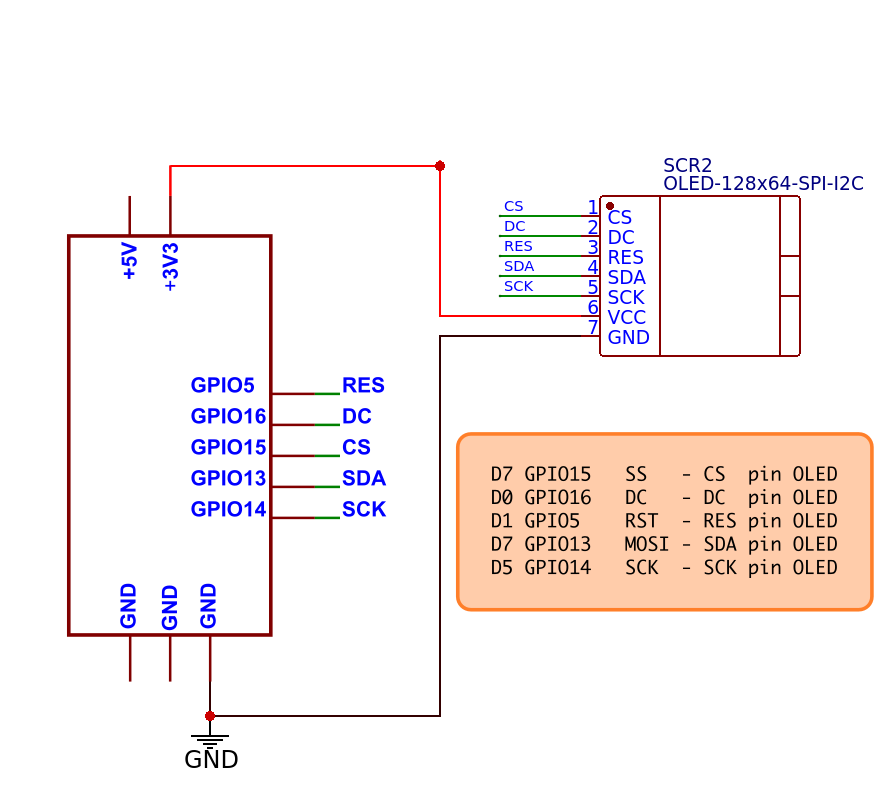 SCR2
OLED-128x64-SPI-I2C
CS 1 CS
DC 2 DC
RES 3 RES
SDA 4 SDA
SCK 5 SCK
6 VCC
7 GND
+5V
+3V3
GPIO5 RES
GPIO16 DC
GPIO15 CS
GPIO13 SDA
GPIO14 SCK
D7 GPIO15 SS - CS pin OLED
D0 GPIO16 DC - DC pin OLED
D1 GPIO5 RST - RES pin OLED
D7 GPIO13 MOSI - SDA pin OLED
D5 GPIO14 SCK - SCK pin OLED
GND
GND
GND
GND